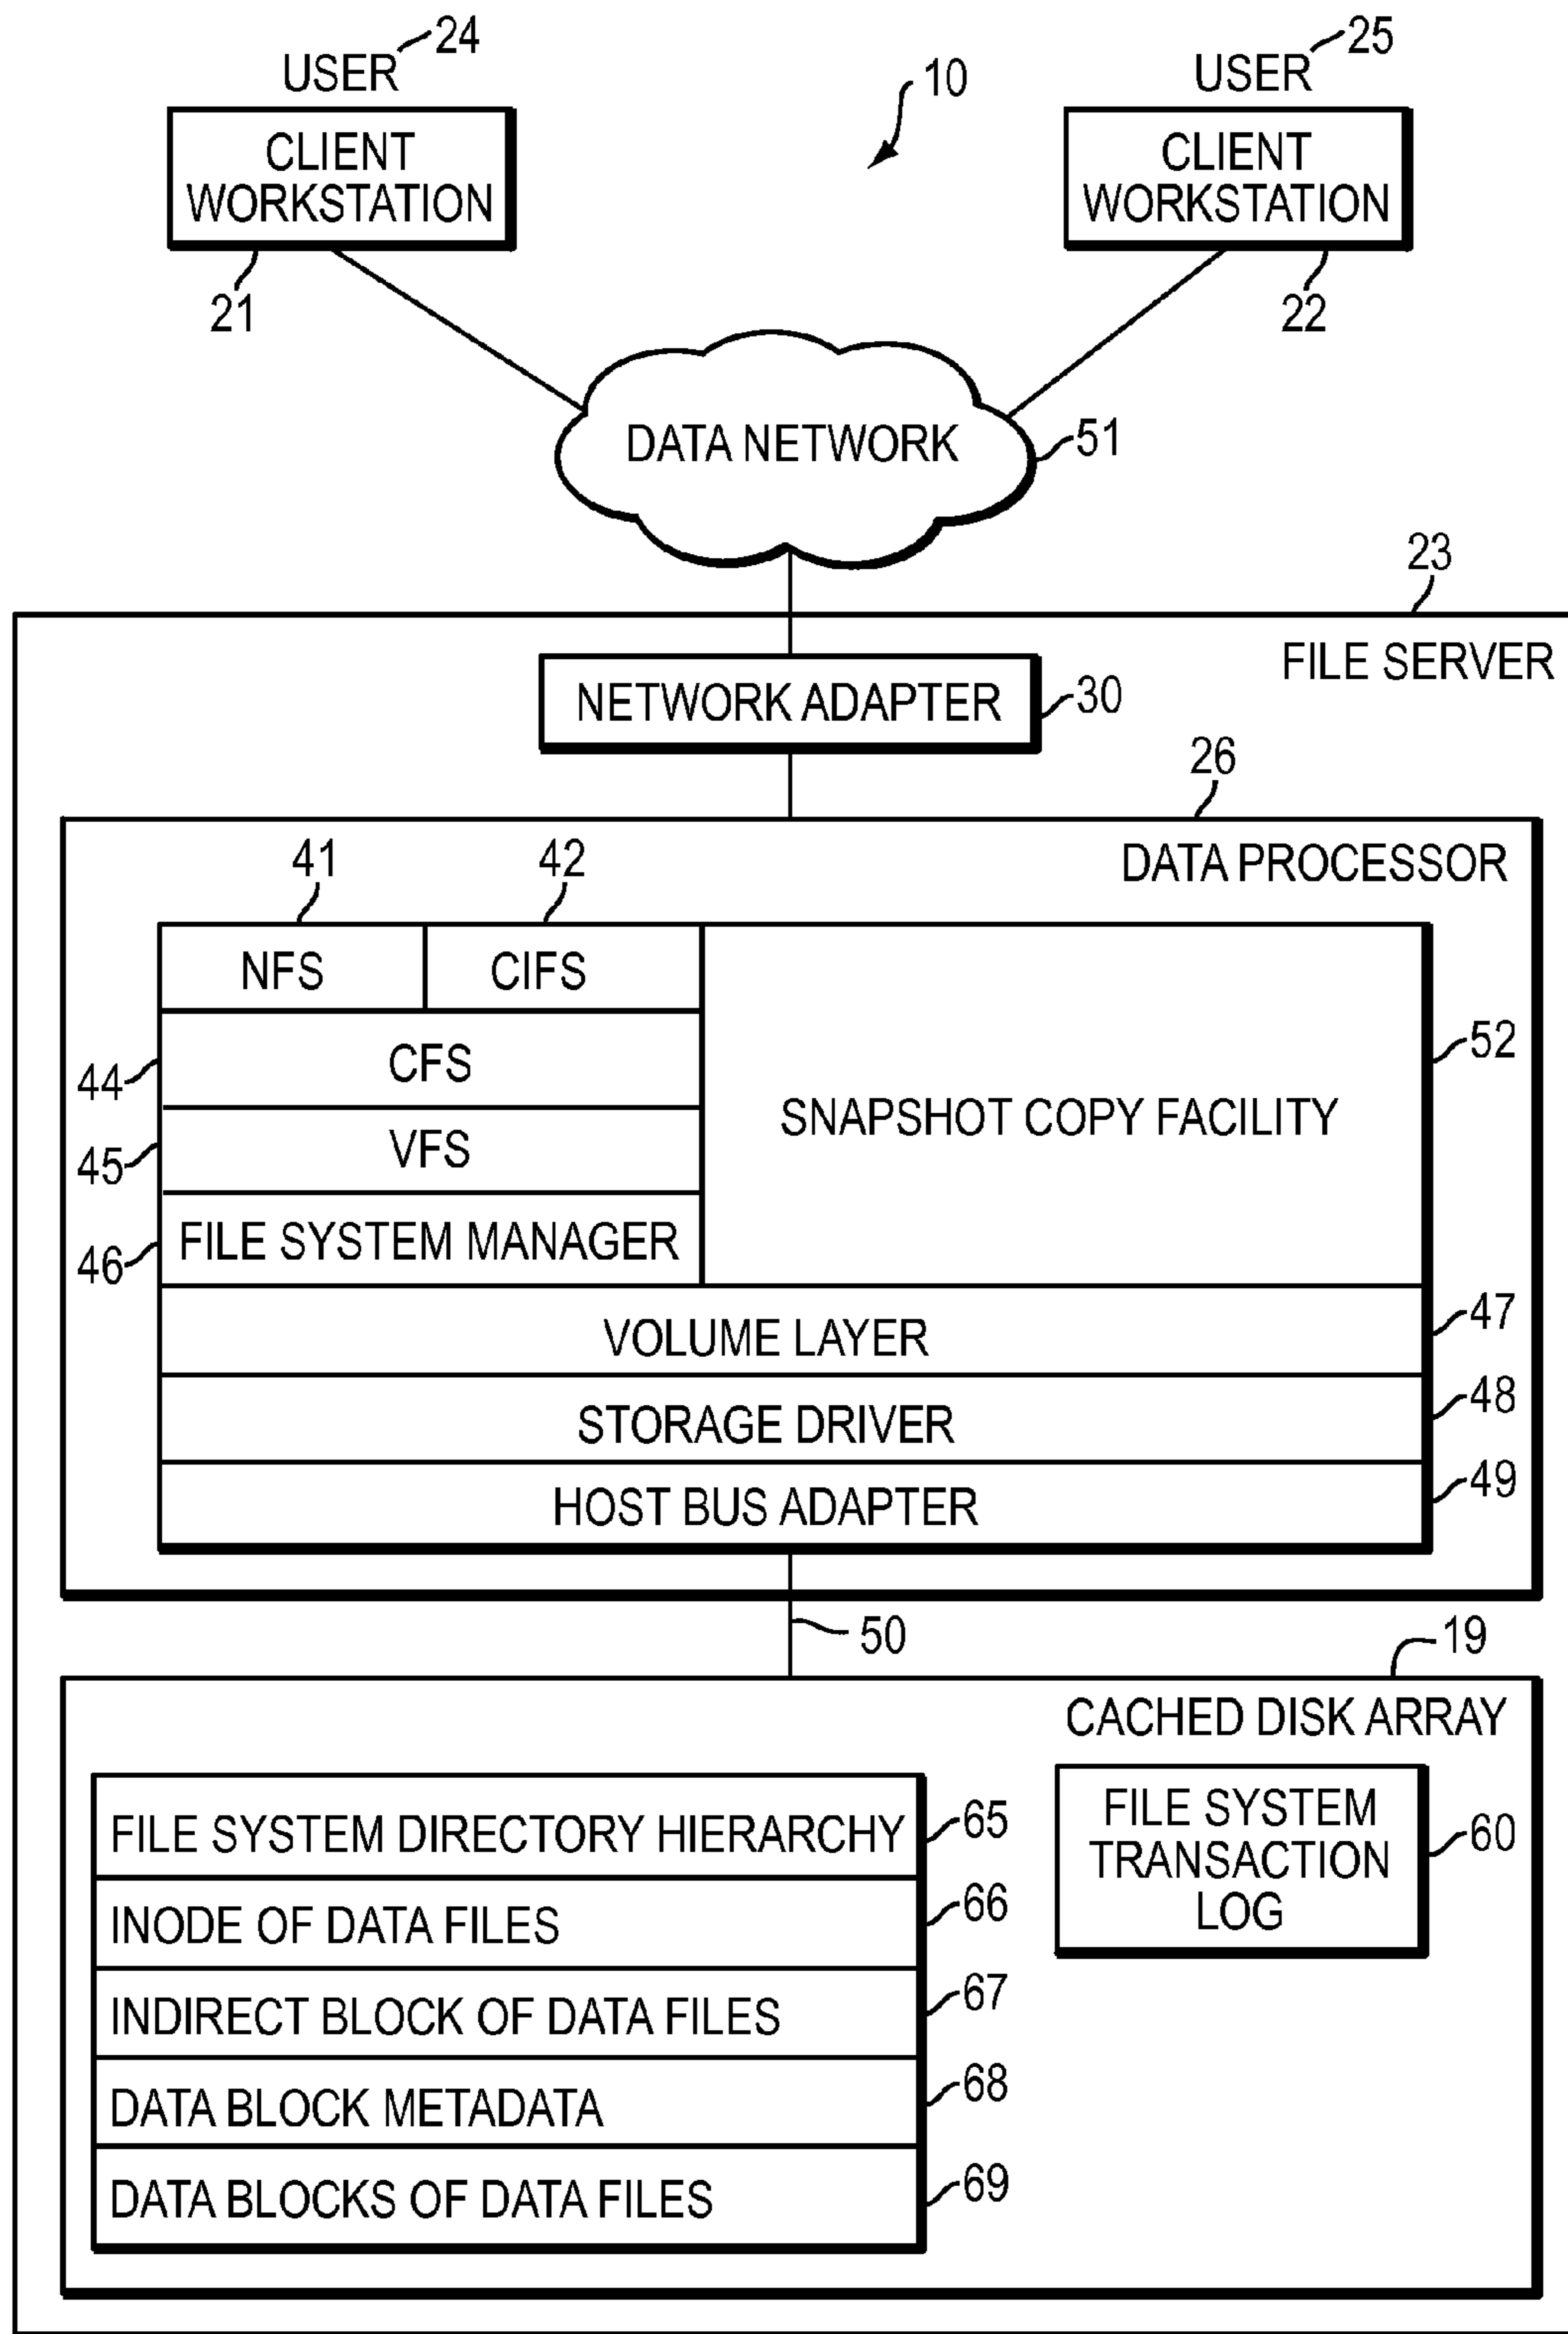 24
USER
25
USER
10
CLIENT
WORKSTATION
CLIENT
WORKSTATION
21
22
DATA NETWORK
51
23
FILE SERVER
NETWORK ADAPTER
30
26
DATA PROCESSOR
41
42
NFS
CIFS
44
CFS
52
SNAPSHOT COPY FACILITY
45
VFS
46
FILE SYSTEM MANAGER
47
VOLUME LAYER
48
STORAGE DRIVER
49
HOST BUS ADAPTER
50
19
CACHED DISK ARRAY
FILE SYSTEM DIRECTORY HIERARCHY
65
FILE SYSTEM
TRANSACTION
LOG
60
INODE OF DATA FILES
66
INDIRECT BLOCK OF DATA FILES
67
DATA BLOCK METADATA
68
DATA BLOCKS OF DATA FILES
69